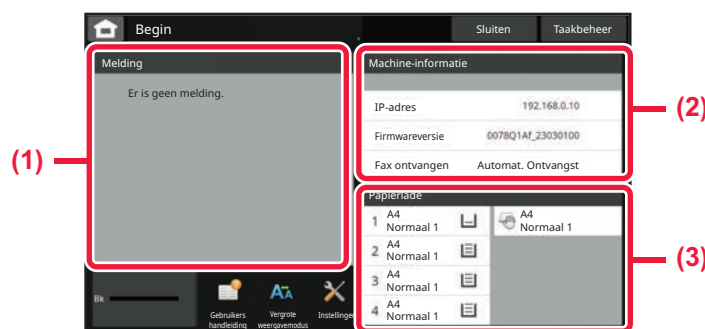 Begin
Sluiten
Taakbeheer
Melding
Er is geen melding.
Machine-informatie
IP-adres
192.168.0.10
Firmwareversie
0078Q1Af_23030100
Fax ontvangen
Automat. Ontvangst
(1)
(2)
Papierlade
1
A4
Normaal 1
A4
Normaal 1
2
A4
Normaal 1
3
A4
Normaal 1
4
A4
Normaal 1
(3)
Bk
Gebruikers
handleiding
Vergrote
weergavemodus
Instellingen